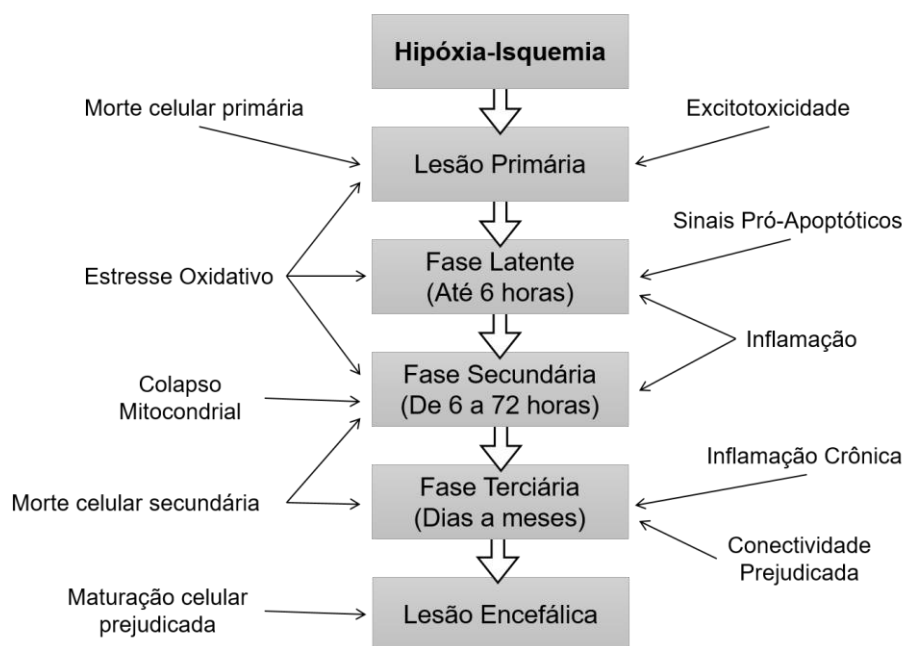 Hipóxia-Isquemia
Morte celular primária
Excitotoxicidade
Lesão Primária
Sinais Pró-Apoptóticos
Estresse Oxidativo
Fase Latente
(Até 6 horas)
Inflamação
Colapso
Mitocondrial
Fase Secundária
(De 6 a 72 horas)
Inflamação Crônica
Morte celular secundária
Fase Terciária
(Dias a meses)
Conectividade
Prejudicada
Maturação celular
prejudicada
Lesão Encefálica